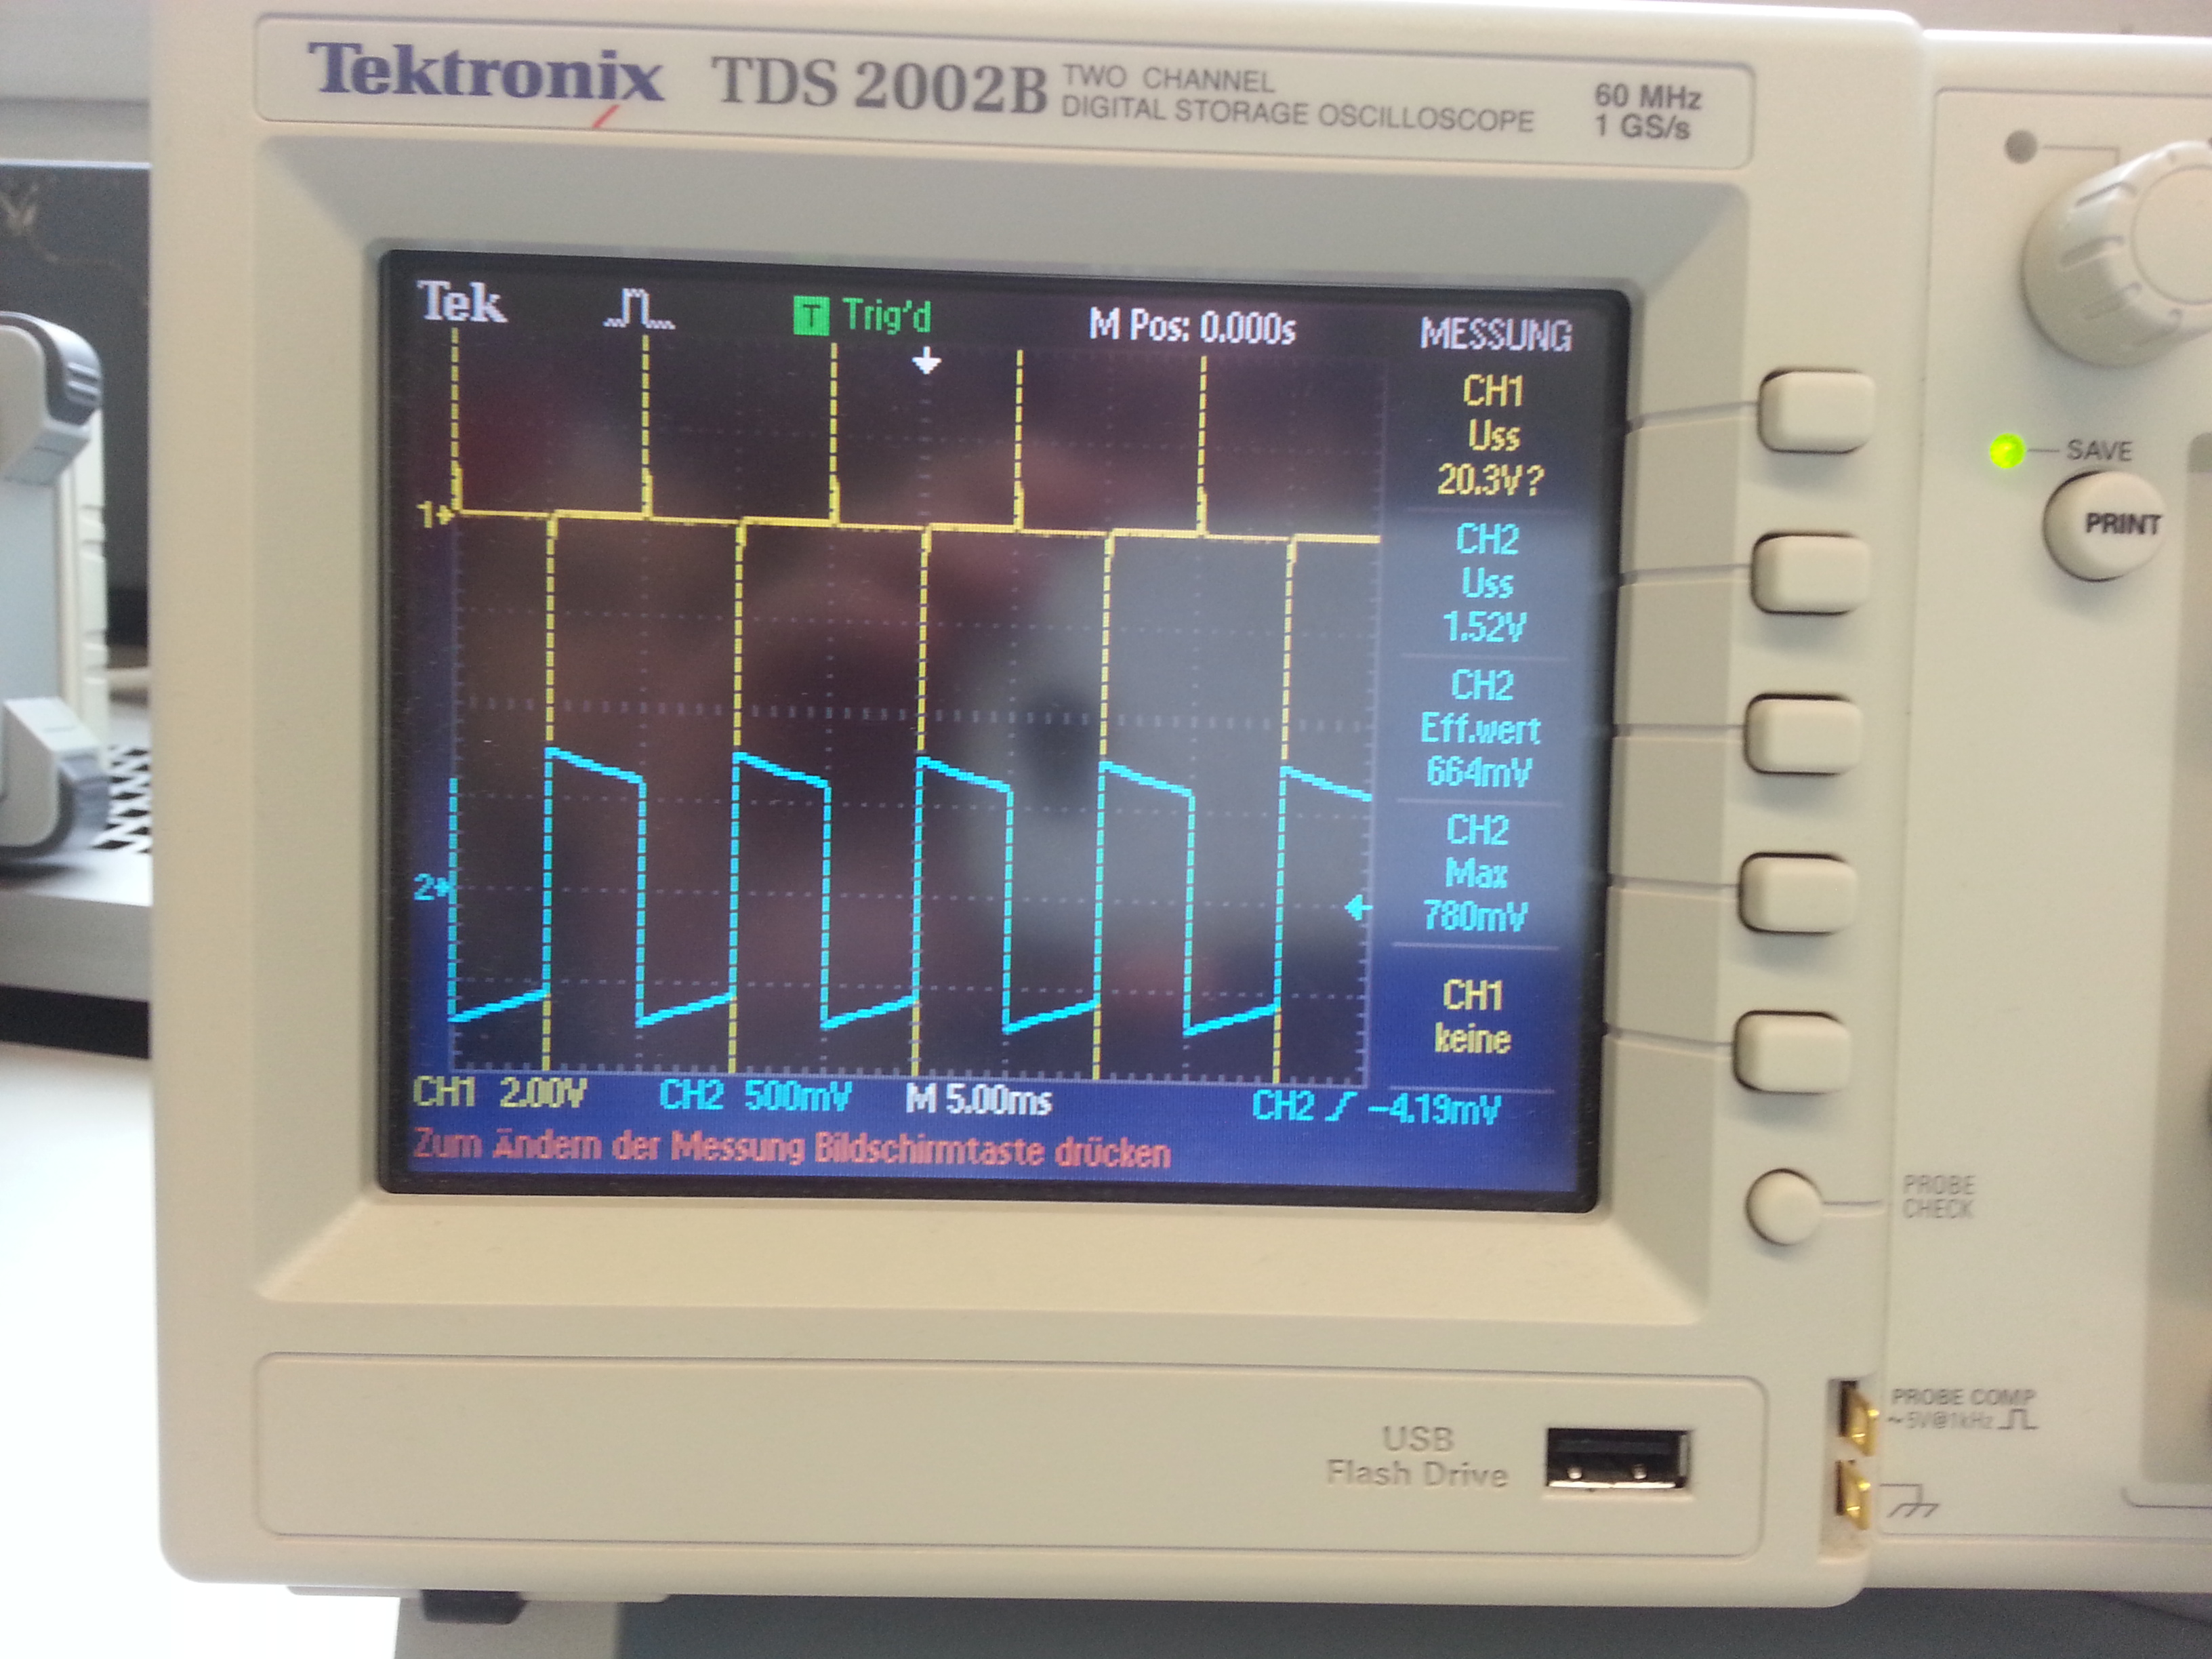 Tektronix TDS 2002B TWO CHANNEL
DIGITAL STORAGE OSCILLOSCOPE
60 MHz
1 GS/s
Tek T Trig'd M Pos: 0.000s MESSUNG
CH1
Uss
20.3V?
CH2
Uss
1.52V
CH2
Eff.wert
664mV
CH2
Max
780mV
CH1
keine
1
2
CH1 2.00V CH2 500mV M 5.00ms CH2 -4.19mV
Zum Ändern der Messung Bildschirmtaste drücken
SAVE
PRINT
PROBE
CHECK
PROBE COMP
~5V@1kHz
USB
Flash Drive